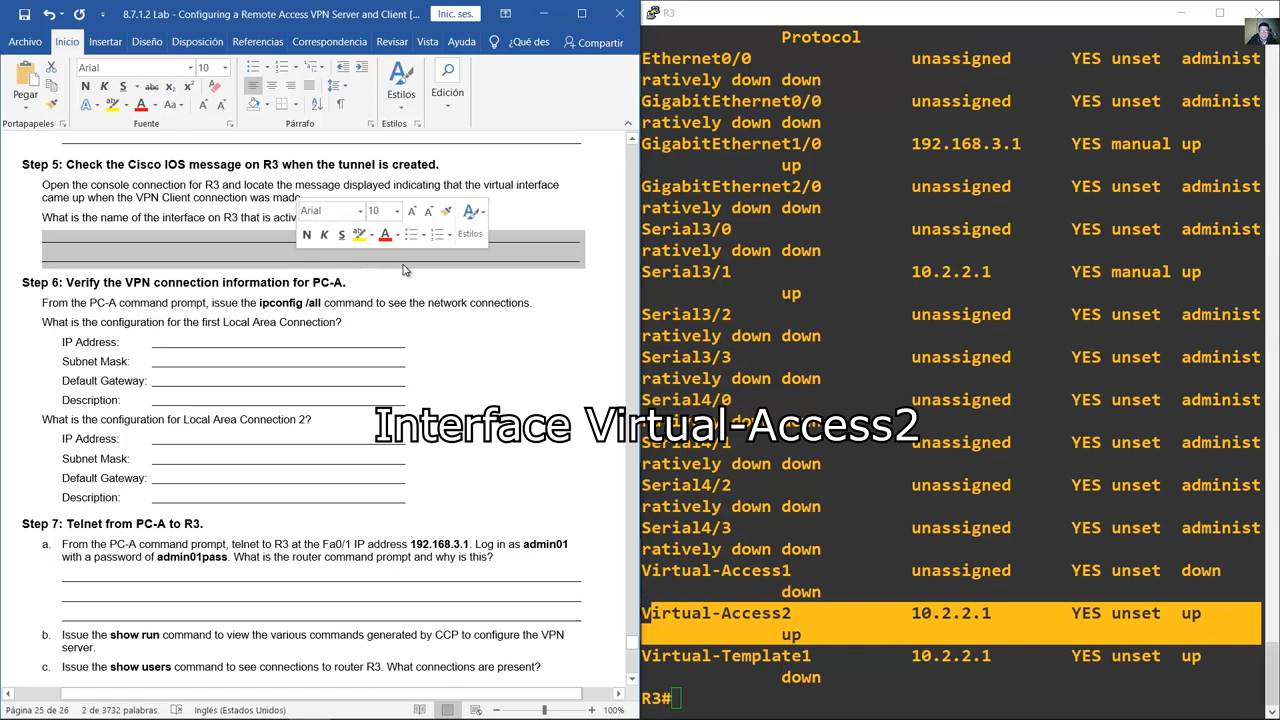 8.7.1.2 Lab - Configuring a Remote Access VPN Server and Client [...
Inic. ses.
Archivo Inicio Insertar Diseño Disposición Referencias Correspondencia Revisar Vista Ayuda ¿Qué des Compartir
Pegar
Arial 10
N K S abc x₂ x²
Estilos
Edición
Portapapeles Fuente Párrafo Estilos
Step 5: Check the Cisco IOS message on R3 when the tunnel is created.
Open the console connection for R3 and locate the message displayed indicating that the virtual interface
came up when the VPN Client connection was made.
What is the name of the interface on R3 that is activ
Arial 10
N K S Estilos
Step 6: Verify the VPN connection information for PC-A.
From the PC-A command prompt, issue the ipconfig /all command to see the network connections.
What is the configuration for the first Local Area Connection?
IP Address:
Subnet Mask:
Default Gateway:
Description:
What is the configuration for Local Area Connection 2?
IP Address:
Subnet Mask:
Default Gateway:
Description:
Step 7: Telnet from PC-A to R3.
a. From the PC-A command prompt, telnet to R3 at the Fa0/1 IP address 192.168.3.1. Log in as admin01
with a password of admin01pass. What is the router command prompt and why is this?
b. Issue the show run command to view the various commands generated by CCP to configure the VPN
server.
c. Issue the show users command to see connections to router R3. What connections are present?
Página 25 de 26 2 de 3732 palabras Inglés (Estados Unidos) 100%
R3
Protocol
Ethernet0/0 unassigned YES unset administ
ratively down down
GigabitEthernet0/0 unassigned YES unset administ
ratively down down
GigabitEthernet1/0 192.168.3.1 YES manual up
up
GigabitEthernet2/0 unassigned YES unset administ
ratively down down
Serial3/0 unassigned YES unset administ
ratively down down
Serial3/1 10.2.2.1 YES manual up
up
Serial3/2 unassigned YES unset administ
ratively down down
Serial3/3 unassigned YES unset administ
ratively down down
Serial4/0 unassigned YES unset administ
down down
Serial4/1 unassigned YES unset administ
ratively down down
Serial4/2 unassigned YES unset administ
ratively down down
Serial4/3 unassigned YES unset administ
ratively down down
Virtual-Access1 unassigned YES unset down
down
Virtual-Access2 10.2.2.1 YES unset up
up
Virtual-Template1 10.2.2.1 YES unset up
down
R3#
Interface Virtual-Access2